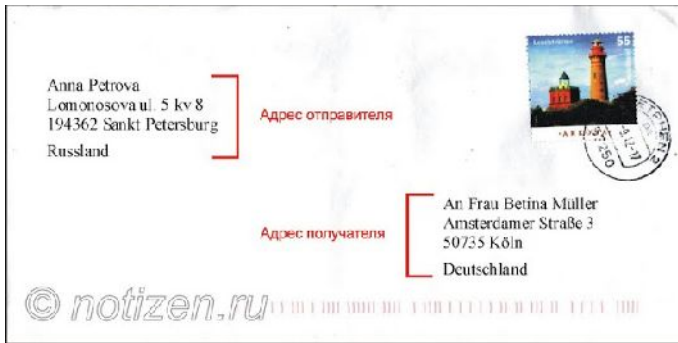 55
Anna Petrova
Lomonosova ul. 5 kv 8
194362 Sankt Petersburg
Russland
Адрес отправителя
An Frau Betina Müller
Amsterdamer Straße 3
50735 Köln
Deutschland
Адрес получателя
© notizen.ru